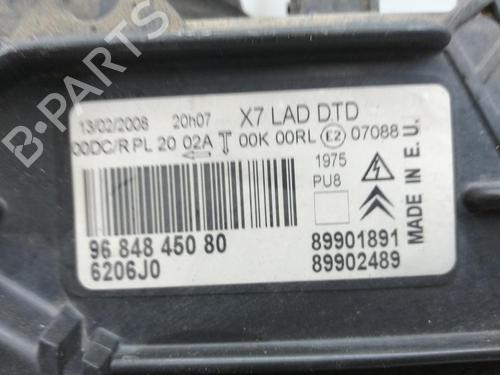 13/02/2008 20h07 X7 LAD DTD
00DC/R PL 20 02A 00K 00RL E2 07088
1975
PU8
MADE IN E.U.
96 848 450 80 89901891
6206J0 89902489
B-PARTS